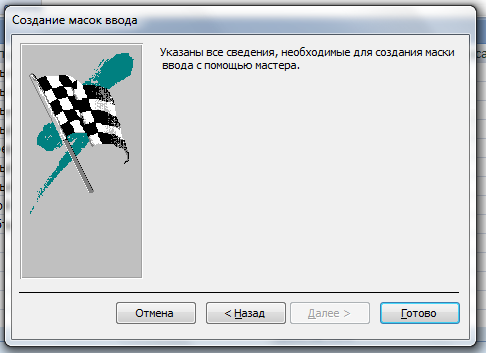 Создание масок ввода
Указаны все сведения, необходимые для создания маски
ввода с помощью мастера.
Отмена
< Назад
Далее >
Готово